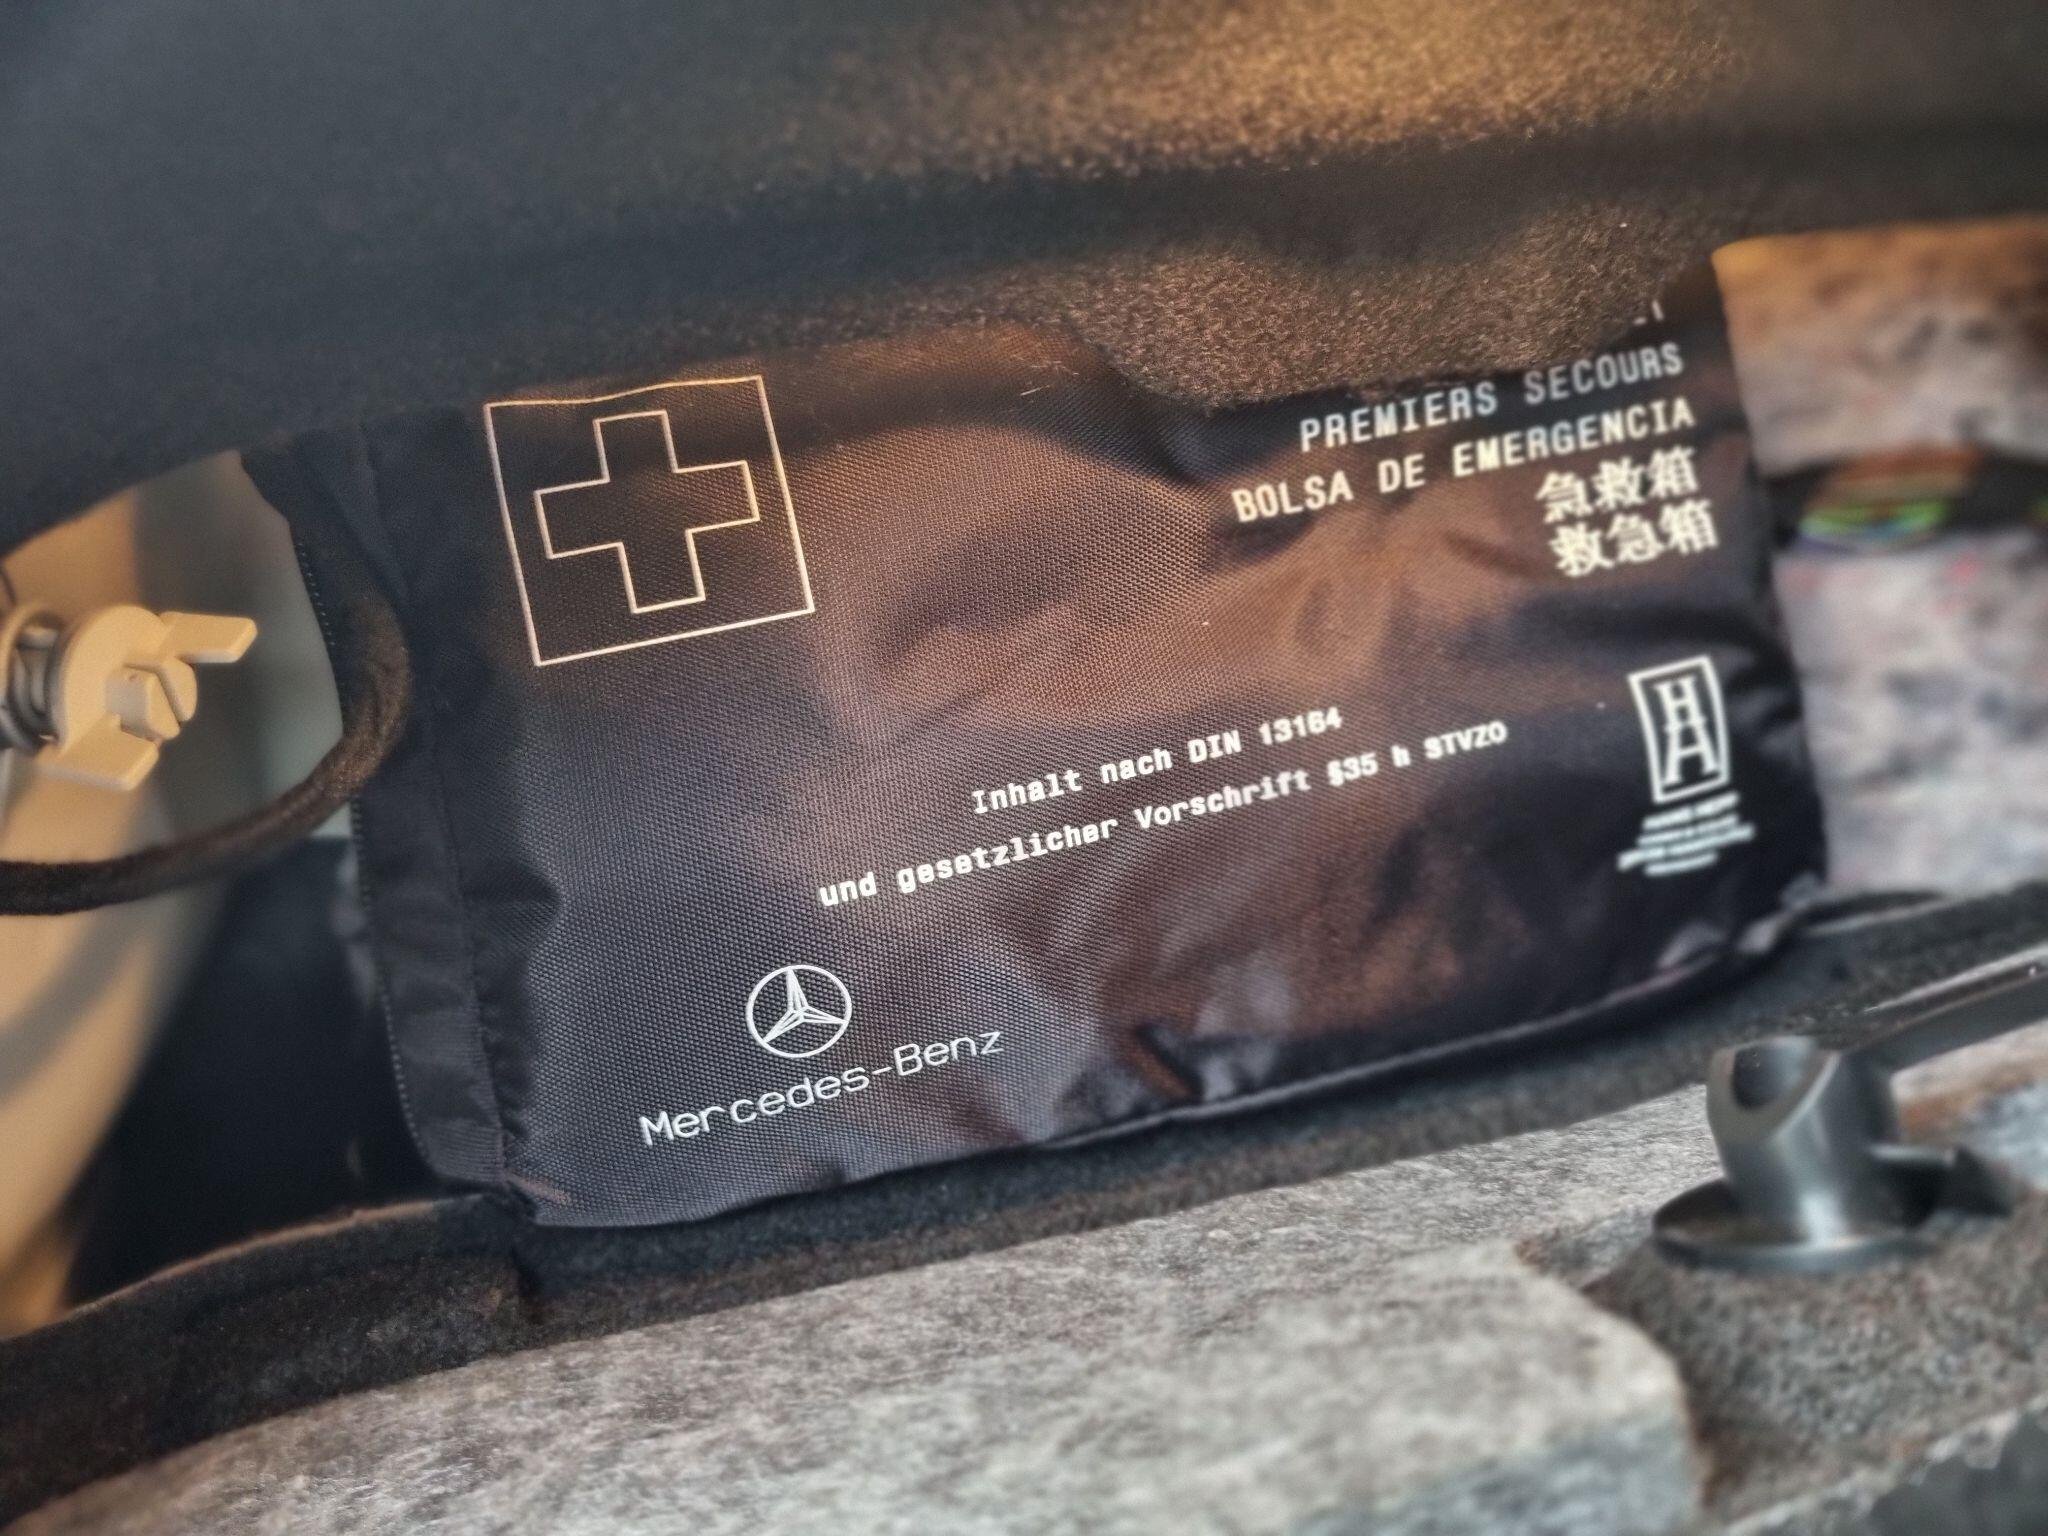 PREMIERS SECOURS
BOLSA DE EMERGENCIA
急救箱
救急箱
Inhalt nach DIN 13164
und gesetzlicher Vorschrift §35 h STVZO
HA
Mercedes-Benz